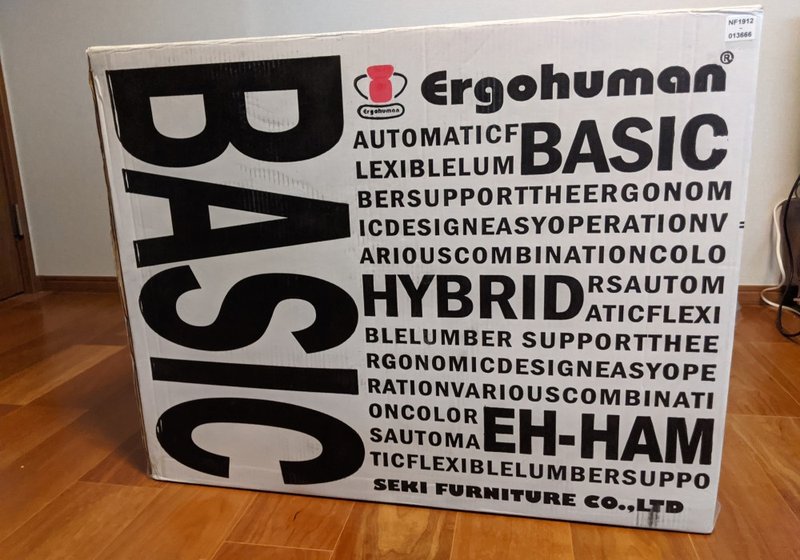 NF1912
013666
BASIC
Ergohuman
Ergohuman®
AUTOMATICF
LEXIBLELUM
BASIC
BERSUPPORTTHEERGONOM
ICDESIGNEASYOPERATIONV
ARIOUSCOMBINATIONCOLO
HYBRID
RSAUTOM
ATICFLEXI
BLELUMBER SUPPORTTHEE
RGONOMICDESIGNEASYOPE
RATIONVARIOUSCOMBINATI
ONCOLOR
SAUTOMA
EH-HAM
TICFLEXIBLELUMBERSUPPO
SEKI FURNITURE CO.,LTD